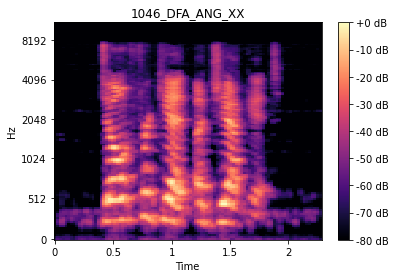 1046_DFA_ANG_XX
Hz
8192
4096
2048
1024
512
0
0
0.5
1
1.5
2
Time
+0 dB
-10 dB
-20 dB
-30 dB
-40 dB
-50 dB
-60 dB
-70 dB
-80 dB